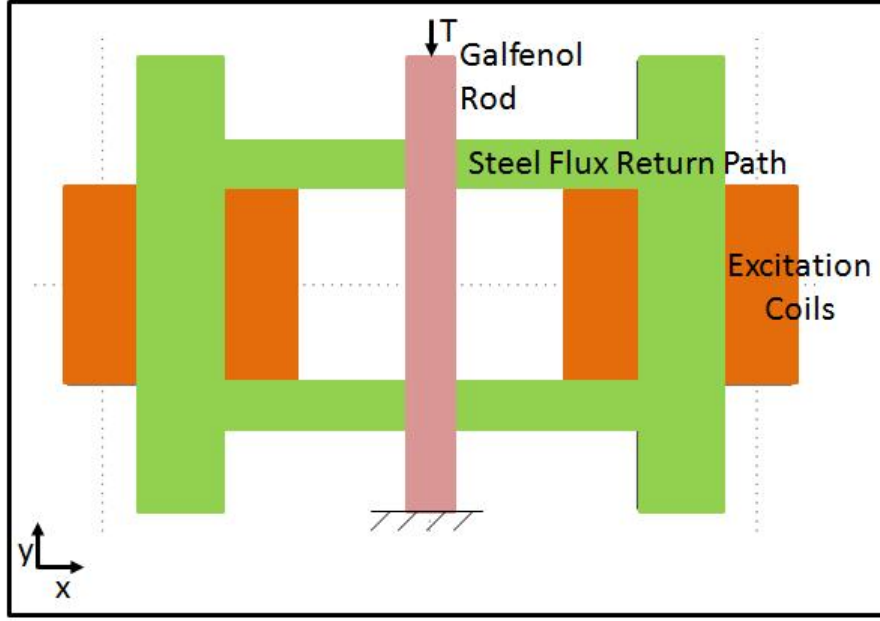 T
Galfenol
Rod
Steel Flux Return Path
Excitation
Coils
y
x